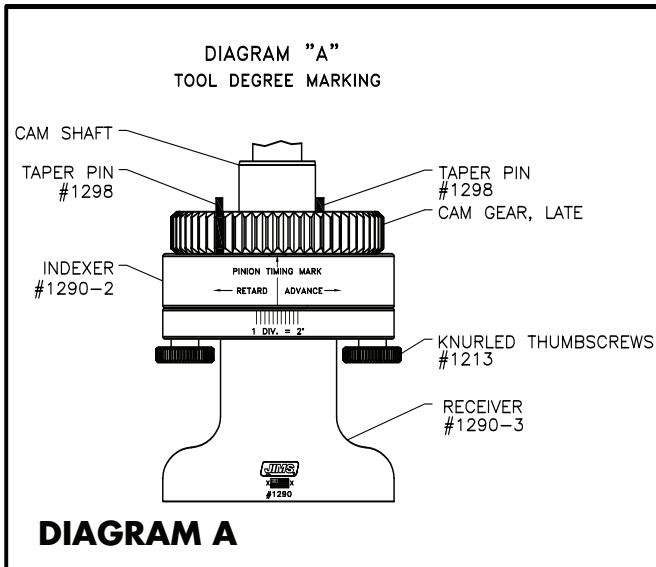 DIAGRAM "A"
TOOL DEGREE MARKING
CAM SHAFT
TAPER PIN
#1298
TAPER PIN
#1298
CAM GEAR, LATE
INDEXER
#1290-2
PINION TIMING MARK
RETARD ADVANCE
1 DIV. = 2°
KNURLED THUMBSCREWS
#1213
RECEIVER
#1290-3
JIMS
X X
#1290
DIAGRAM A